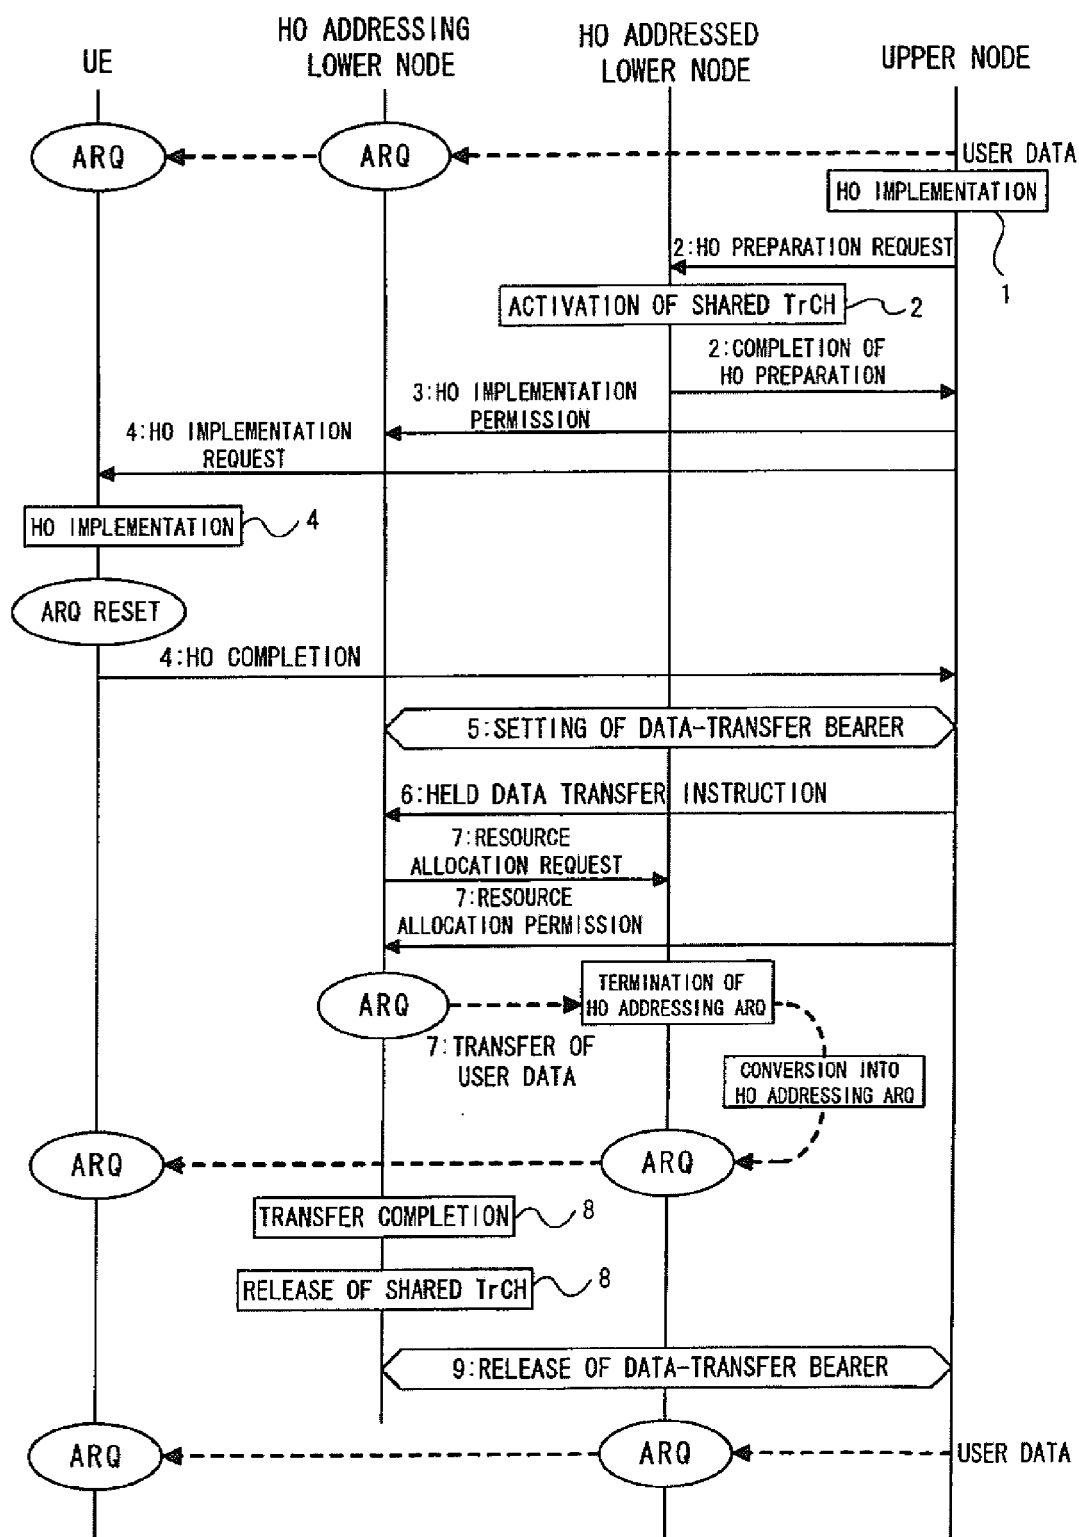 UE
HO ADDRESSING
LOWER NODE
HO ADDRESSED
LOWER NODE
UPPER NODE
ARQ
ARQ
USER DATA
HO IMPLEMENTATION
1
2:HO PREPARATION REQUEST
ACTIVATION OF SHARED TrCH
2
2:COMPLETION OF
HO PREPARATION
3:HO IMPLEMENTATION
PERMISSION
4:HO IMPLEMENTATION
REQUEST
HO IMPLEMENTATION
4
ARQ RESET
4:HO COMPLETION
5:SETTING OF DATA-TRANSFER BEARER
6:HELD DATA TRANSFER INSTRUCTION
7:RESOURCE
ALLOCATION REQUEST
7:RESOURCE
ALLOCATION PERMISSION
ARQ
TERMINATION OF
HO ADDRESSING ARQ
7:TRANSFER OF
USER DATA
CONVERSION INTO
HO ADDRESSING ARQ
ARQ
ARQ
TRANSFER COMPLETION
8
RELEASE OF SHARED TrCH
8
9:RELEASE OF DATA-TRANSFER BEARER
ARQ
ARQ
USER DATA